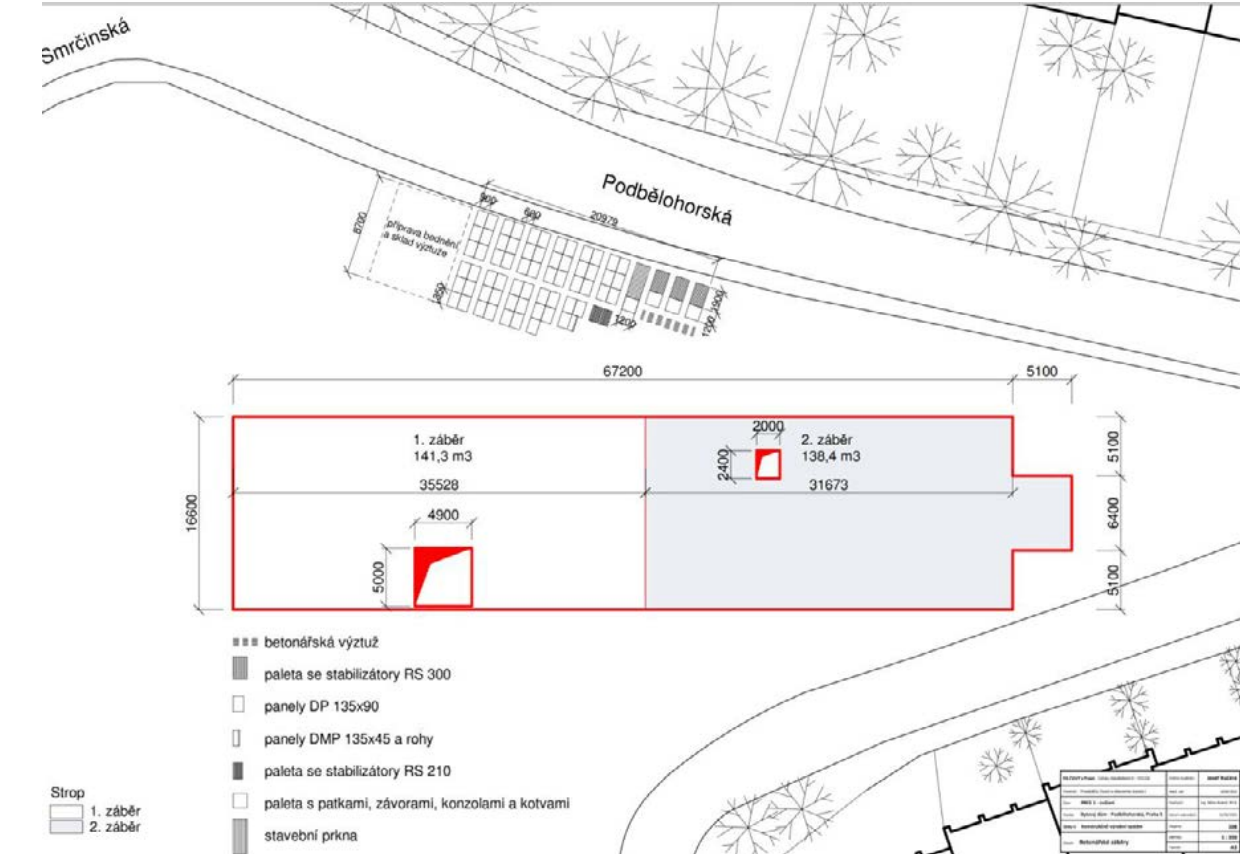 Smrčinská
Podbělohorská
900
600
20979
8700
příprava bednění
a sklad výztuže
850
1200
1900
1200
67200
5100
1. záběr
141,3 m3
2000
2. záběr
138,4 m3
2400
5100
35528
31673
16600
4900
6400
5000
5100
betonářská výztuž
paleta se stabilizátory RS 300
panely DP 135x90
panely DMP 135x45 a rohy
paleta se stabilizátory RS 210
paleta s patkami, závorami, konzolami a kotvami
stavební prkna
Strop
1. záběr
2. záběr
Betonářské záběry